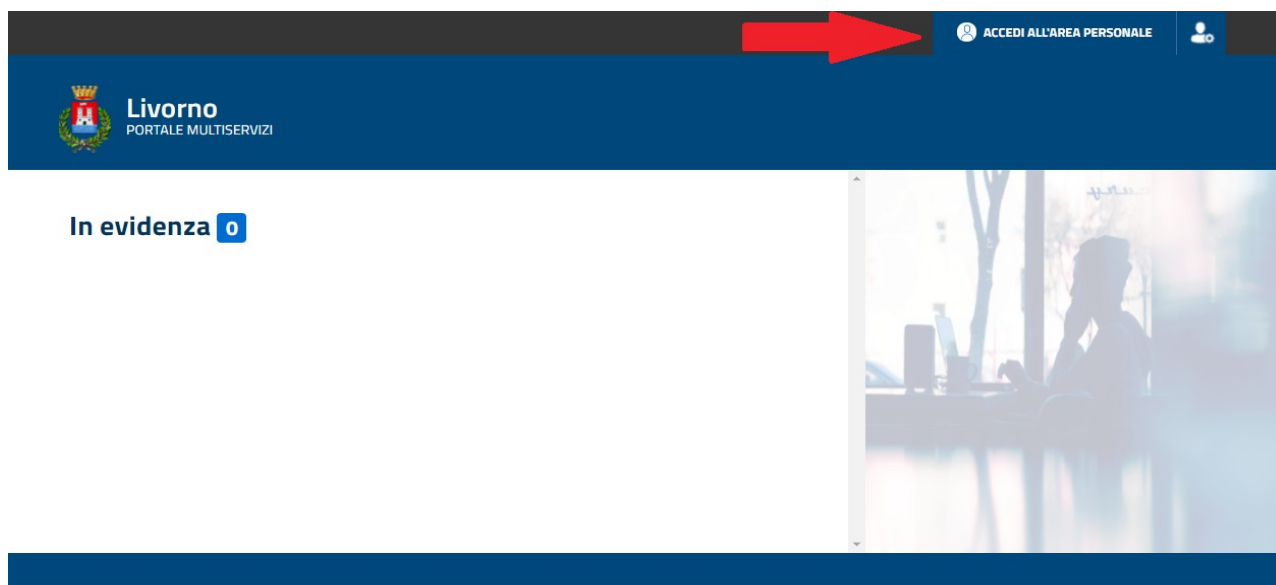 ACCEDI ALL'AREA PERSONALE
Livorno
PORTALE MULTISERVIZI
In evidenza 0